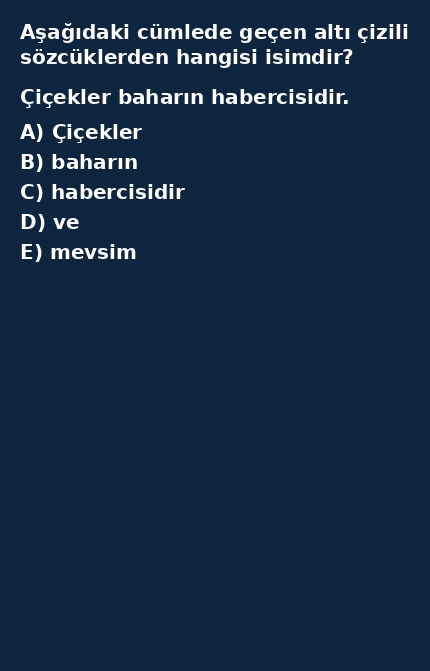 Aşağıdaki cümlede geçen altı çizili
sözcüklerden hangisi isimdir?
Çiçekler baharın habercisidir.
A) Çiçekler
B) baharın
C) habercisidir
D) ve
E) mevsim